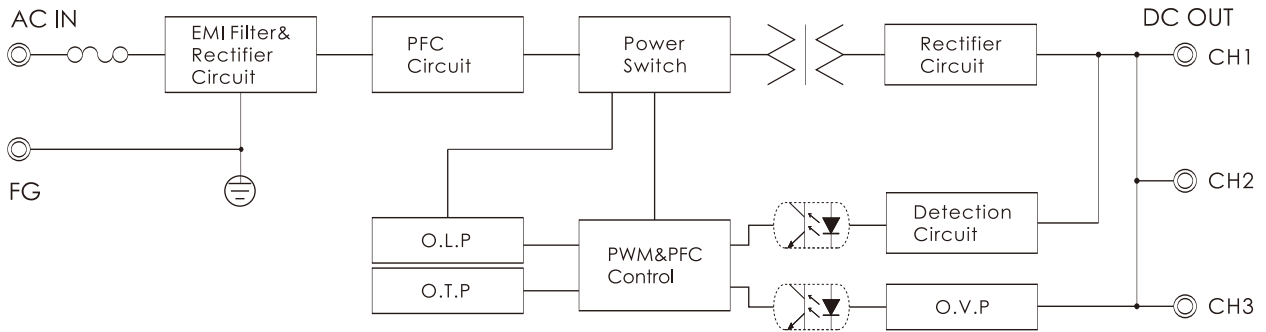 AC IN
DC OUT
EMI Filter&
Rectifier
Circuit
PFC
Circuit
Power
Switch
Rectifier
Circuit
CH1
FG
CH2
O.L.P
O.T.P
PWM&PFC
Control
Detection
Circuit
O.V.P
CH3